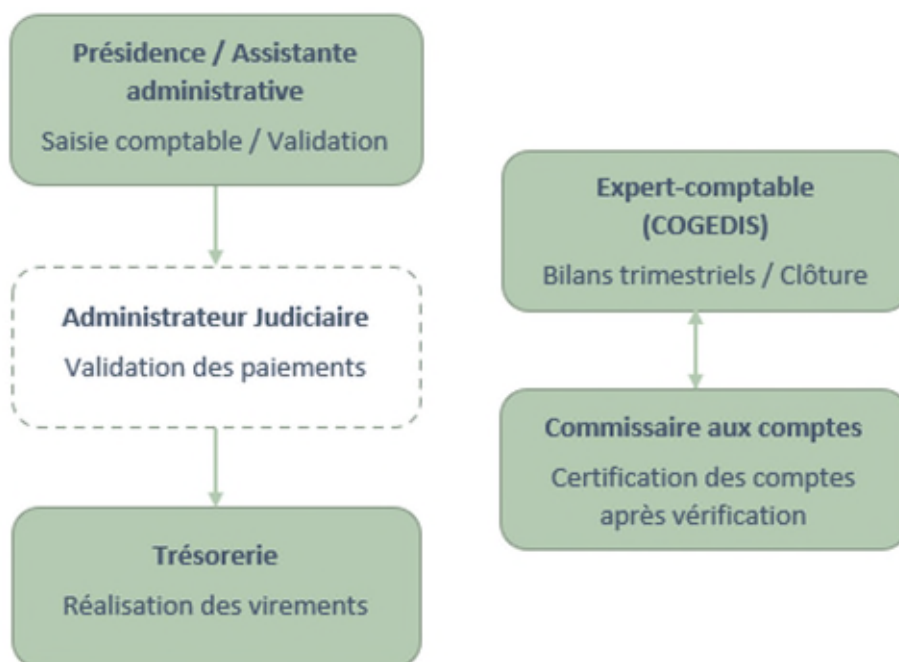 Présidence / Assistante
administrative
Saisie comptable / Validation
Administrateur Judiciaire
Validation des paiements
Trésorerie
Réalisation des virements
Expert-comptable
(COGEDIS)
Bilans trimestriels / Clôture
Commissaire aux comptes
Certification des comptes
après vérification